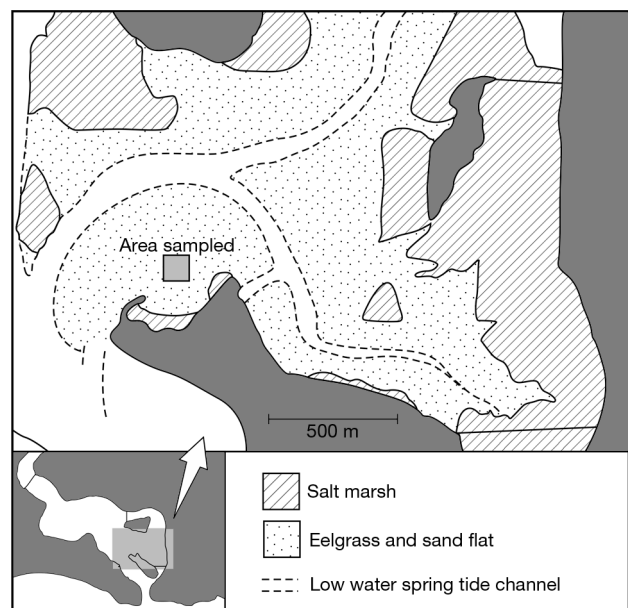 Area sampled
500 m
Salt marsh
Eelgrass and sand flat
Low water spring tide channel